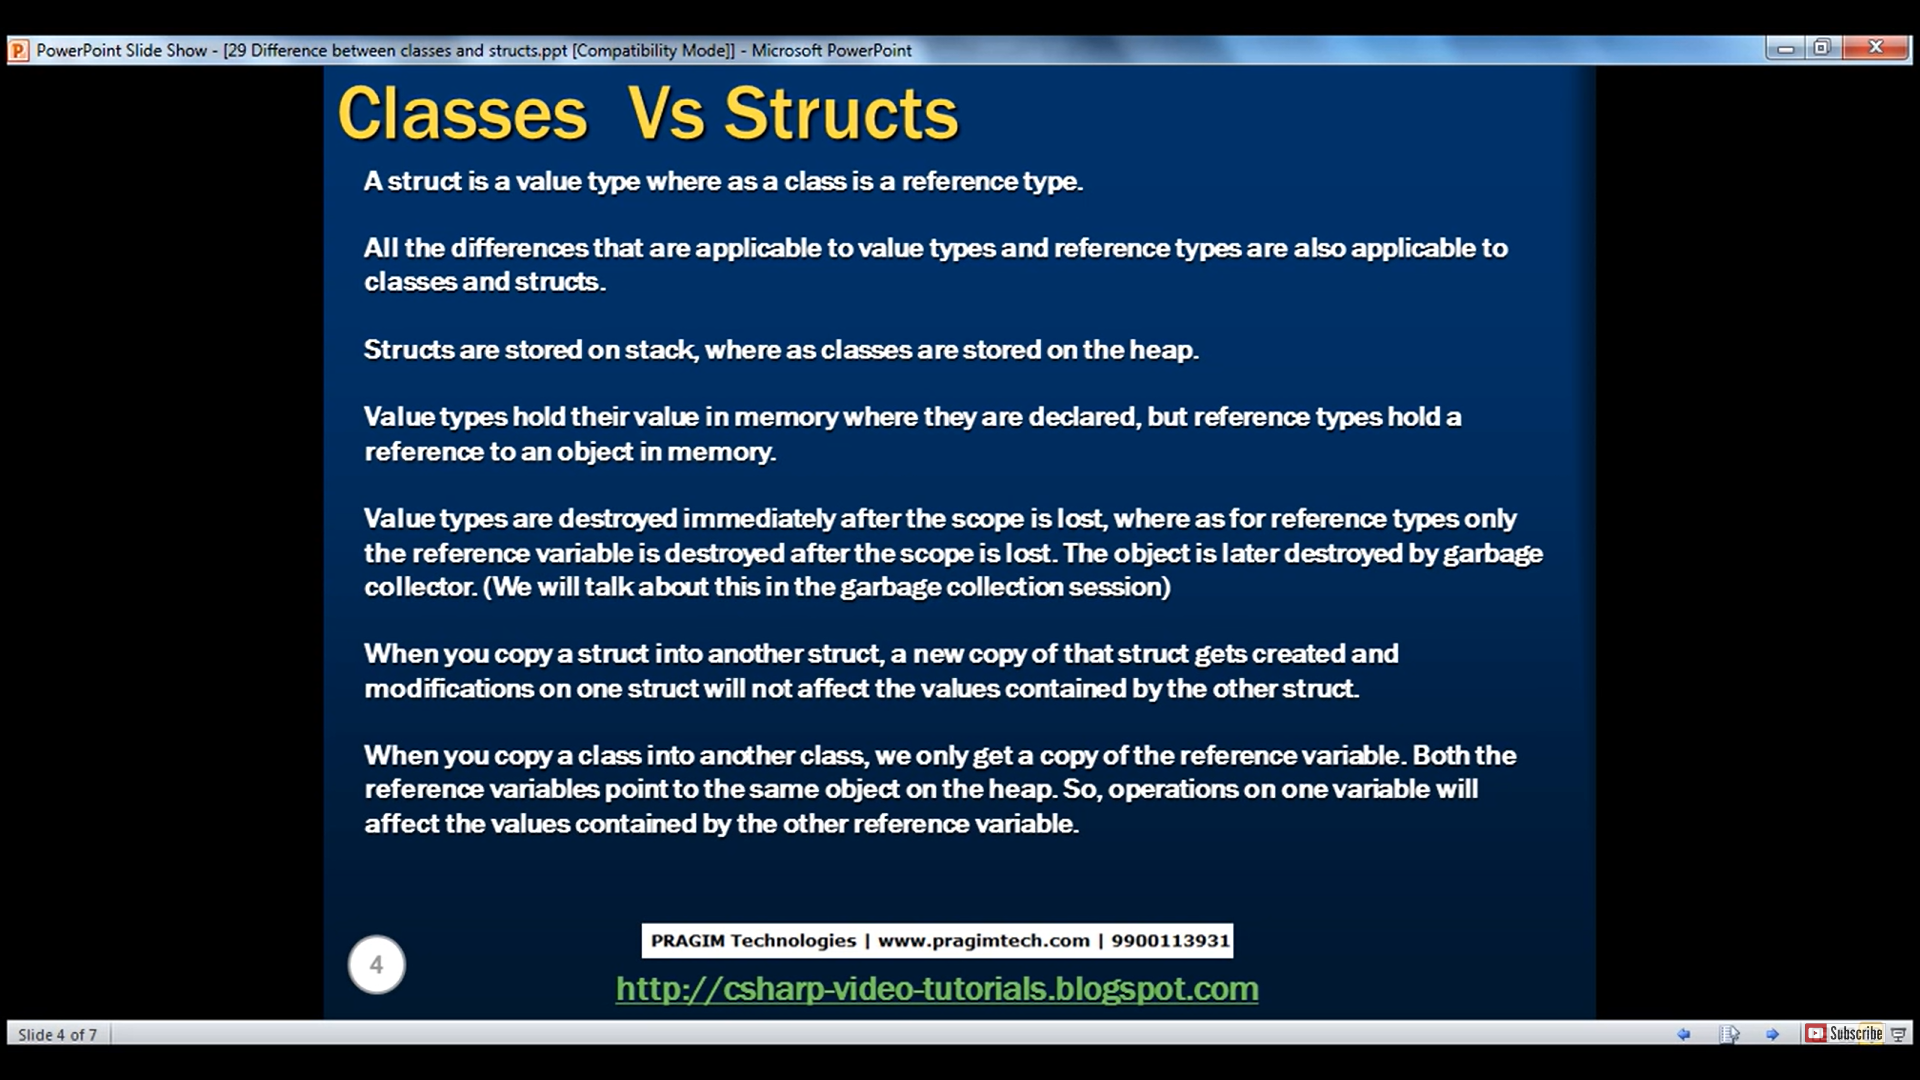 PowerPoint Slide Show - [29 Difference between classes and structs.ppt [Compatibility Mode]] - Microsoft PowerPoint
Classes Vs Structs
A struct is a value type where as a class is a reference type.
All the differences that are applicable to value types and reference types are also applicable to
classes and structs.
Structs are stored on stack, where as classes are stored on the heap.
Value types hold their value in memory where they are declared, but reference types hold a
reference to an object in memory.
Value types are destroyed immediately after the scope is lost, where as for reference types only
the reference variable is destroyed after the scope is lost. The object is later destroyed by garbage
collector. (We will talk about this in the garbage collection session)
When you copy a struct into another struct, a new copy of that struct gets created and
modifications on one struct will not affect the values contained by the other struct.
When you copy a class into another class, we only get a copy of the reference variable. Both the
reference variables point to the same object on the heap. So, operations on one variable will
affect the values contained by the other reference variable.
PRAGIM Technologies | www.pragimtech.com | 9900113931
4
http://csharp-video-tutorials.blogspot.com
Slide 4 of 7
Subscribe